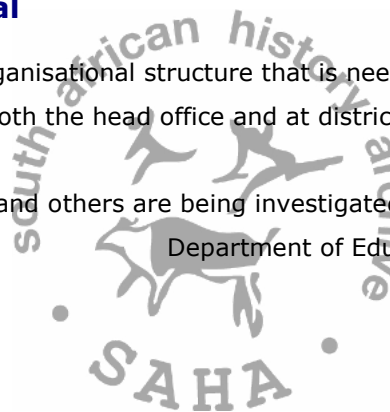 al
ganisational structure that is nee
oth the head office and at distric
and others are being investigated
Department of Edu
south african history archive
SAHA